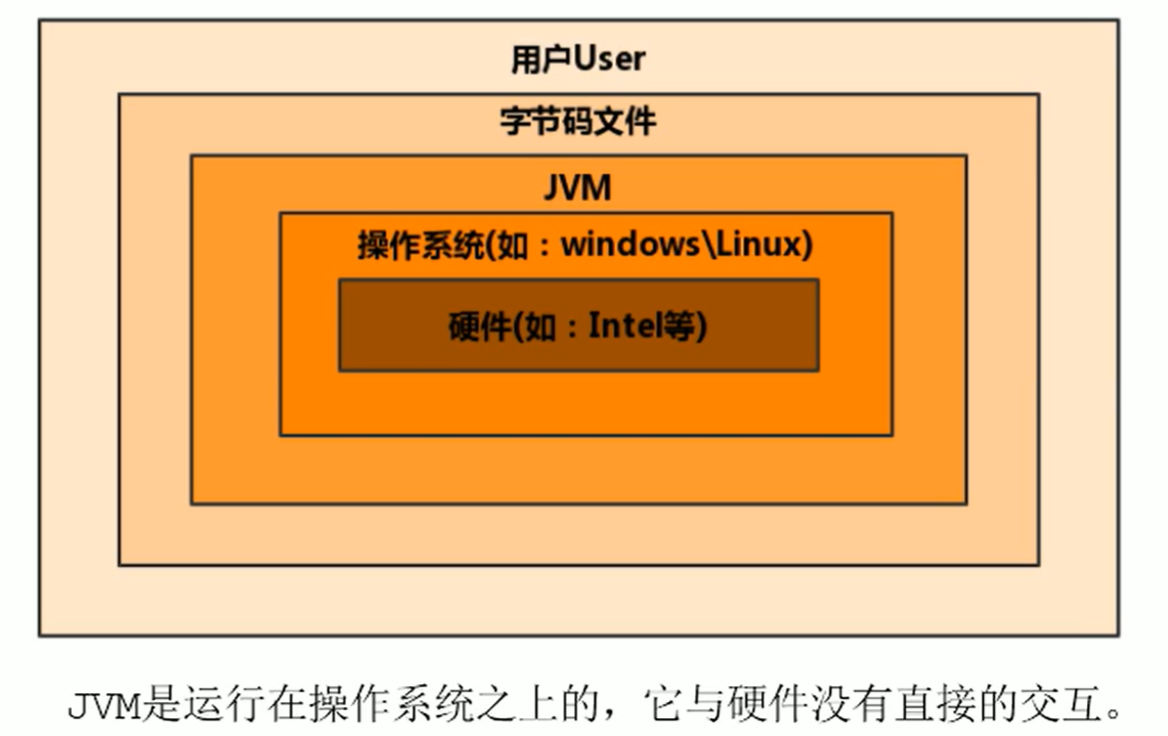 用户User
字节码文件
JVM
操作系统(如：windows\Linux)
硬件(如：Intel等)
JVM是运行在操作系统之上的，它与硬件没有直接的交互。